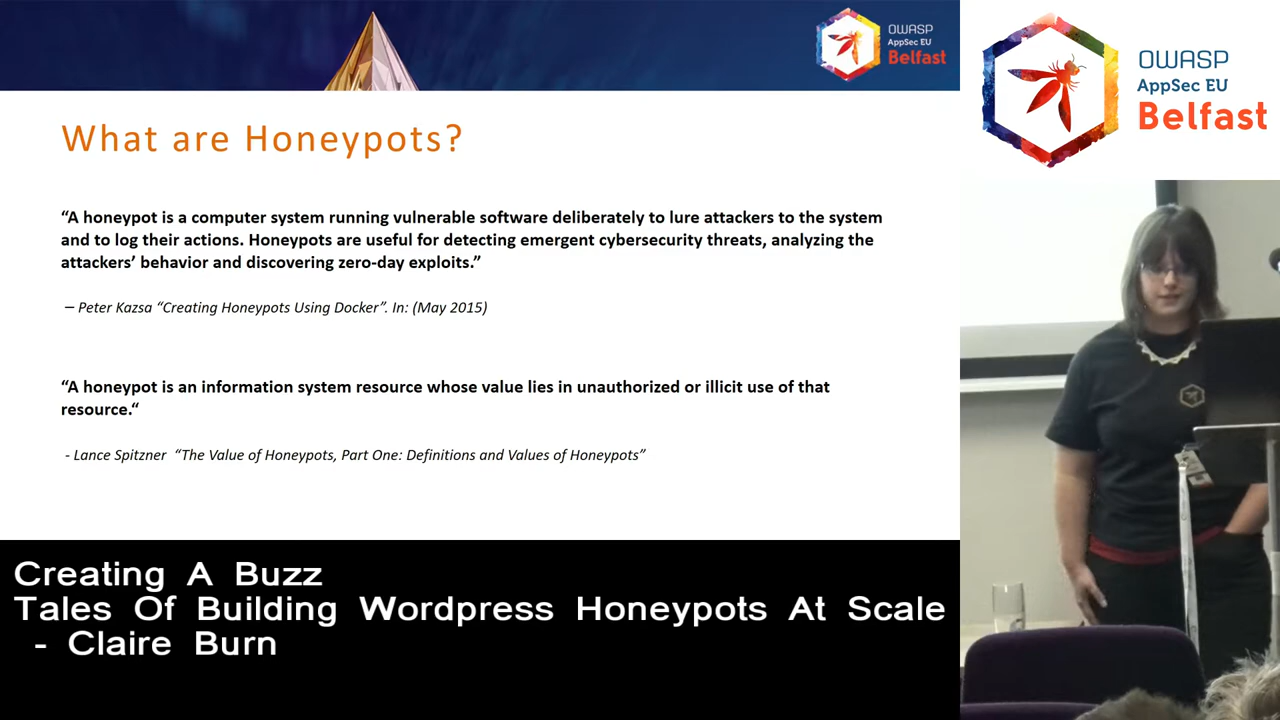 OWASP
AppSec EU
Belfast
OWASP
AppSec EU
Belfast
What are Honeypots?
“A honeypot is a computer system running vulnerable software deliberately to lure attackers to the system
and to log their actions. Honeypots are useful for detecting emergent cybersecurity threats, analyzing the
attackers’ behavior and discovering zero-day exploits.”
– Peter Kazsa “Creating Honeypots Using Docker”. In: (May 2015)
“A honeypot is an information system resource whose value lies in unauthorized or illicit use of that
resource.“
- Lance Spitzner “The Value of Honeypots, Part One: Definitions and Values of Honeypots”
Creating A Buzz
Tales Of Building Wordpress Honeypots At Scale
- Claire Burn